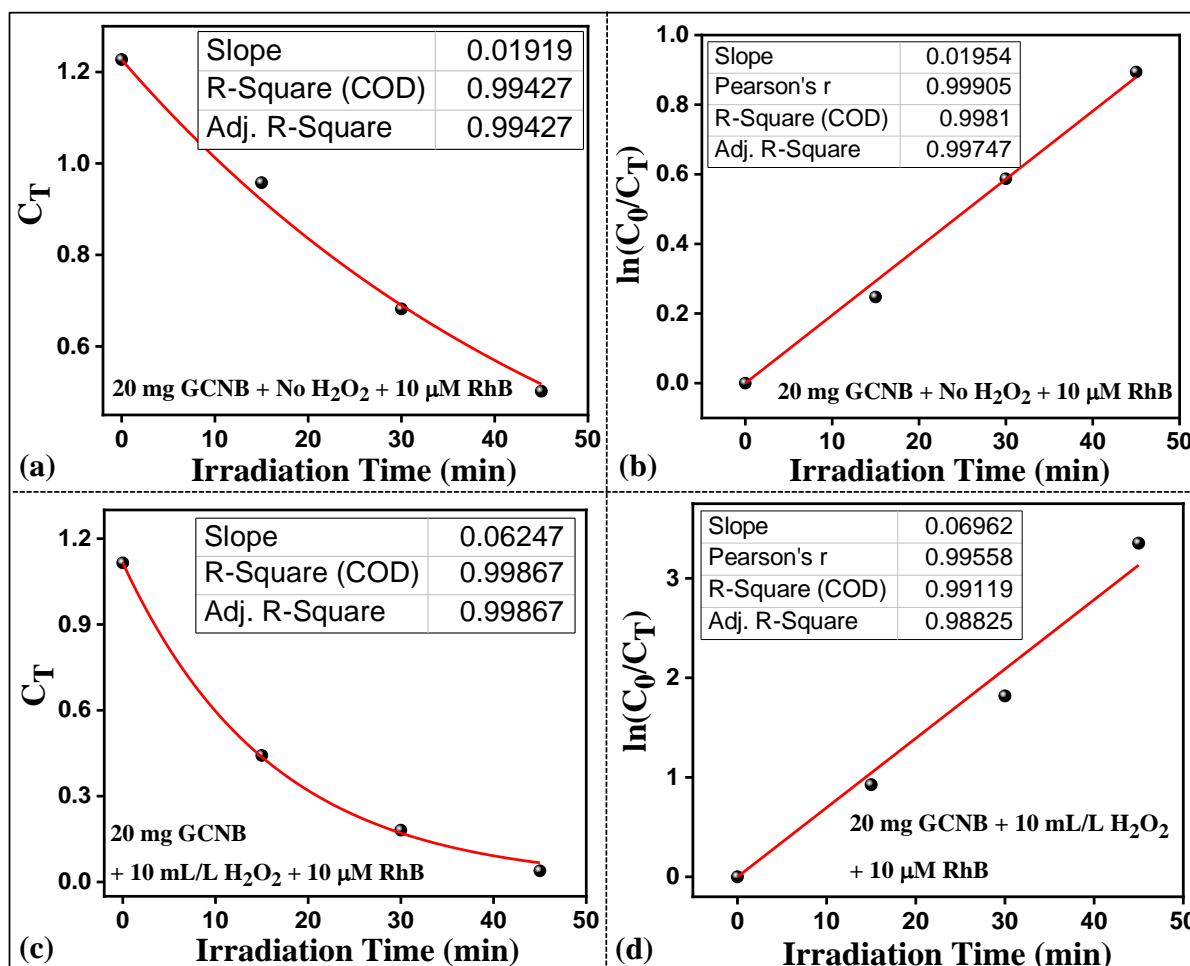 Slope 0.01919
R-Square (COD) 0.99427
Adj. R-Square 0.99427
1.2
1.0
0.8
0.6
C_T
20 mg GCNB + No H₂O₂ + 10 μM RhB
0 10 20 30 40 50
(a) Irradiation Time (min)
Slope 0.01954
Pearson's r 0.99905
R-Square (COD) 0.9981
Adj. R-Square 0.99747
1.0
0.8
0.6
0.4
0.2
0.0
ln(C₀/C_T)
20 mg GCNB + No H₂O₂ + 10 μM RhB
0 10 20 30 40 50
(b) Irradiation Time (min)
Slope 0.06247
R-Square (COD) 0.99867
Adj. R-Square 0.99867
1.2
0.9
0.6
0.3
0.0
C_T
20 mg GCNB
+ 10 mL/L H₂O₂ + 10 μM RhB
0 10 20 30 40 50
(c) Irradiation Time (min)
Slope 0.06962
Pearson's r 0.99558
R-Square (COD) 0.99119
Adj. R-Square 0.98825
3
2
1
0
ln(C₀/C_T)
20 mg GCNB + 10 mL/L H₂O₂
+ 10 μM RhB
0 10 20 30 40 50
(d) Irradiation Time (min)